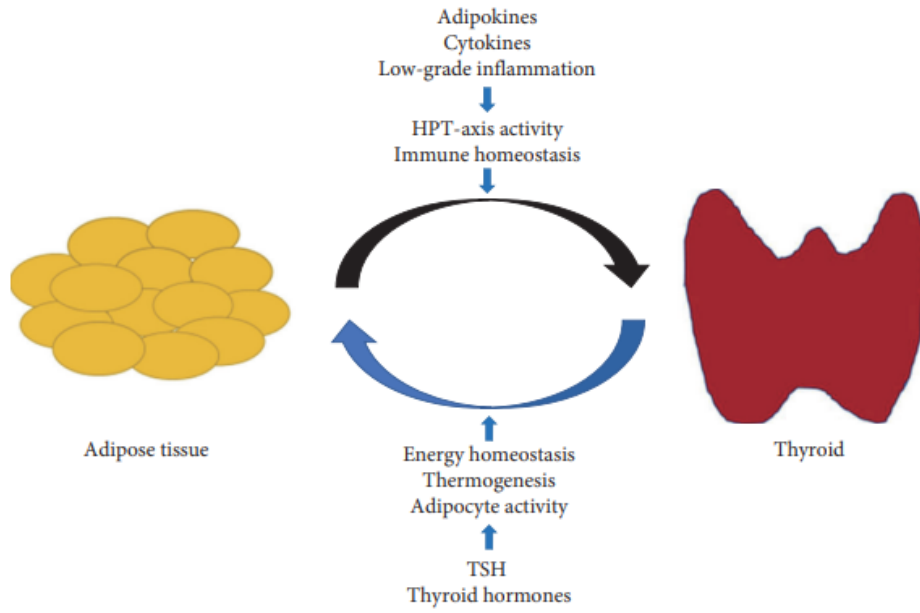 Adipokines
Cytokines
Low-grade inflammation
HPT-axis activity
Immune homeostasis
Adipose tissue
Thyroid
Energy homeostasis
Thermogenesis
Adipocyte activity
TSH
Thyroid hormones